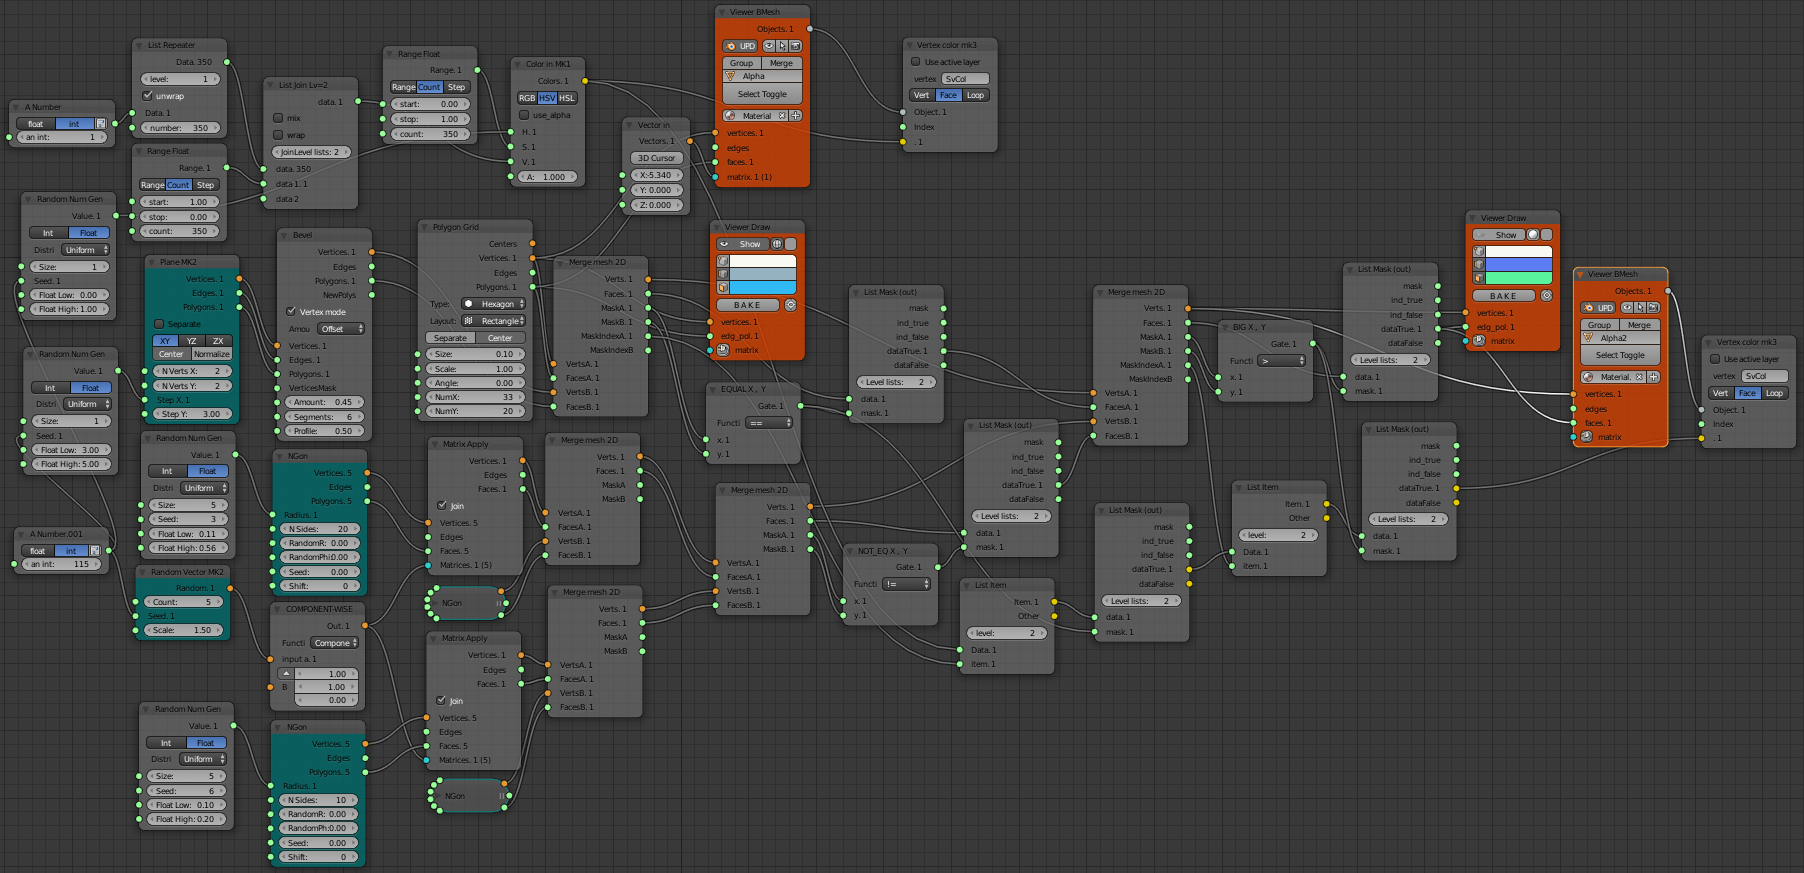 A Number
float int
an int: 1
List Repeater
Data. 350
level: 1
unwrap
Data. 1
number: 350
Range Float
Range. 1
Range Count Step
start: 1.00
stop: 0.00
count: 350
Random Num Gen
Value. 1
Int Float
Distri Uniform
Size: 1
Seed. 1
Float Low: 0.00
Float High: 1.00
Random Num Gen
Value. 1
Int Float
Distri Uniform
Size: 1
Seed. 1
Float Low: 3.00
Float High: 5.00
A Number.001
float int
an int: 115
Plane MK2
Vertices. 1
Edges. 1
Polygons. 1
Separate
XY YZ ZX
Center Normalize
N Verts X: 2
N Verts Y: 2
Step X. 1
Step Y: 3.00
Random Num Gen
Value. 1
Int Float
Distri Uniform
Size: 5
Seed: 3
Float Low: 0.11
Float High: 0.56
Random Vector MK2
Random. 1
Count: 5
Seed. 1
Scale: 1.50
Random Num Gen
Value. 1
Int Float
Distri Uniform
Size: 5
Seed: 6
Float Low: 0.10
Float High: 0.20
List Join Lv=2
data. 1
mix
wrap
JoinLevel lists: 2
data. 350
data 1. 1
data 2
Bevel
Vertices. 1
Edges
Polygons. 1
NewPolys
Vertex mode
Amou Offset
Vertices. 1
Edges. 1
Polygons. 1
VerticesMask
Amount: 0.45
Segments: 6
Profile: 0.50
NGon
Vertices. 5
Edges
Polygons. 5
Radius. 1
N Sides: 20
RandomR: 0.00
RandomPhi:0.00
Seed: 0.00
Shift: 0
COMPONENT-WISE
Out. 1
Functi Compone
input a. 1
1.00
B 1.00
0.00
NGon
Vertices. 5
Edges
Polygons. 5
Radius. 1
N Sides: 10
RandomR: 0.00
RandomPh:0.00
Seed: 0.00
Shift: 0
Range Float
Range. 1
Range Count Step
start: 0.00
stop: 1.00
count: 350
Color in MK1
Colors. 1
RGB HSV HSL
use_alpha
H. 1
S. 1
V. 1
A: 1.000
Polygon Grid
Centers
Vertices. 1
Edges
Polygons. 1
Type: Hexagon
Layout: Rectangle
Separate Center
Size: 0.10
Scale: 1.00
Angle: 0.00
NumX: 33
NumY: 20
Matrix Apply
Vertices. 1
Edges
Faces. 1
Join
Vertices. 5
Edges
Faces. 5
Matrices. 1 (5)
NGon
Matrix Apply
Vertices. 1
Edges
Faces. 1
Join
Vertices. 5
Edges
Faces. 5
Matrices. 1 (5)
NGon
Vector in
Vectors. 1
3D Cursor
X:-5.340
Y: 0.000
Z: 0.000
Merge mesh 2D
Verts. 1
Faces. 1
MaskA. 1
MaskB. 1
MaskIndexA. 1
MaskIndexB
VertsA. 1
FacesA. 1
VertsB. 1
FacesB. 1
Merge mesh 2D
Verts. 1
Faces. 1
MaskA
MaskB
VertsA. 1
FacesA. 1
VertsB. 1
FacesB. 1
Merge mesh 2D
Verts. 1
Faces. 1
MaskA
MaskB
VertsA. 1
FacesA. 1
VertsB. 1
FacesB. 1
Viewer BMesh
Objects. 1
UPD
Group Merge
Alpha
Select Toggle
Material
vertices. 1
edges
faces. 1
matrix. 1 (1)
Viewer Draw
Show
BAKE
vertices. 1
edg_pol. 1
matrix
EQUAL X , Y
Gate. 1
Functi ==
x. 1
y. 1
Merge mesh 2D
Verts. 1
Faces. 1
MaskA. 1
MaskB. 1
VertsA. 1
FacesA. 1
VertsB. 1
FacesB. 1
Vertex color mk3
Use active layer
vertex SvCol
Vert Face Loop
Object. 1
Index
. 1
List Mask (out)
mask
ind_true
ind_false
dataTrue. 1
dataFalse
Level lists: 2
data. 1
mask. 1
NOT_EQ X , Y
Gate. 1
Functi !=
x. 1
y. 1
List Mask (out)
mask
ind_true
ind_false
dataTrue. 1
dataFalse
Level lists: 2
data. 1
mask. 1
List Item
Item. 1
Other
level: 2
Data. 1
item. 1
Merge mesh 2D
Verts. 1
Faces. 1
MaskA. 1
MaskB. 1
MaskIndexA. 1
MaskIndexB
VertsA. 1
FacesA. 1
VertsB. 1
FacesB. 1
List Mask (out)
mask
ind_true
ind_false
dataTrue. 1
dataFalse
Level lists: 2
data. 1
mask. 1
BIG X , Y
Gate. 1
Functi >
x. 1
y. 1
List Item
Item. 1
Other
level: 2
Data. 1
item. 1
List Mask (out)
mask
ind_true
ind_false
dataTrue. 1
dataFalse
Level lists: 2
data. 1
mask. 1
List Mask (out)
mask
ind_true
ind_false
dataTrue. 1
dataFalse
Level lists: 2
data. 1
mask. 1
Viewer Draw
Show
BAKE
vertices. 1
edg_pol. 1
matrix
Viewer BMesh
Objects. 1
UPD
Group Merge
Alpha2
Select Toggle
Material.
vertices. 1
edges
faces. 1
matrix
Vertex color mk3
Use active layer
vertex SvCol
Vert Face Loop
Object. 1
Index
. 1